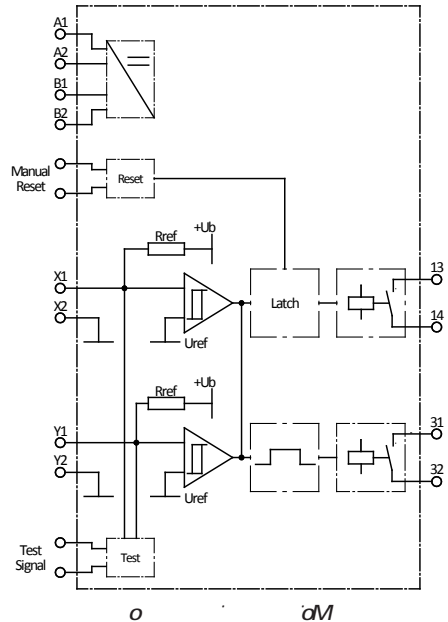 A1
A2
B1
B2
Manual
Reset
Reset
Rref
+Ub
X1
X2
Uref
Latch
13
14
Rref
+Ub
Y1
Y2
Uref
31
32
Test
Signal
Test